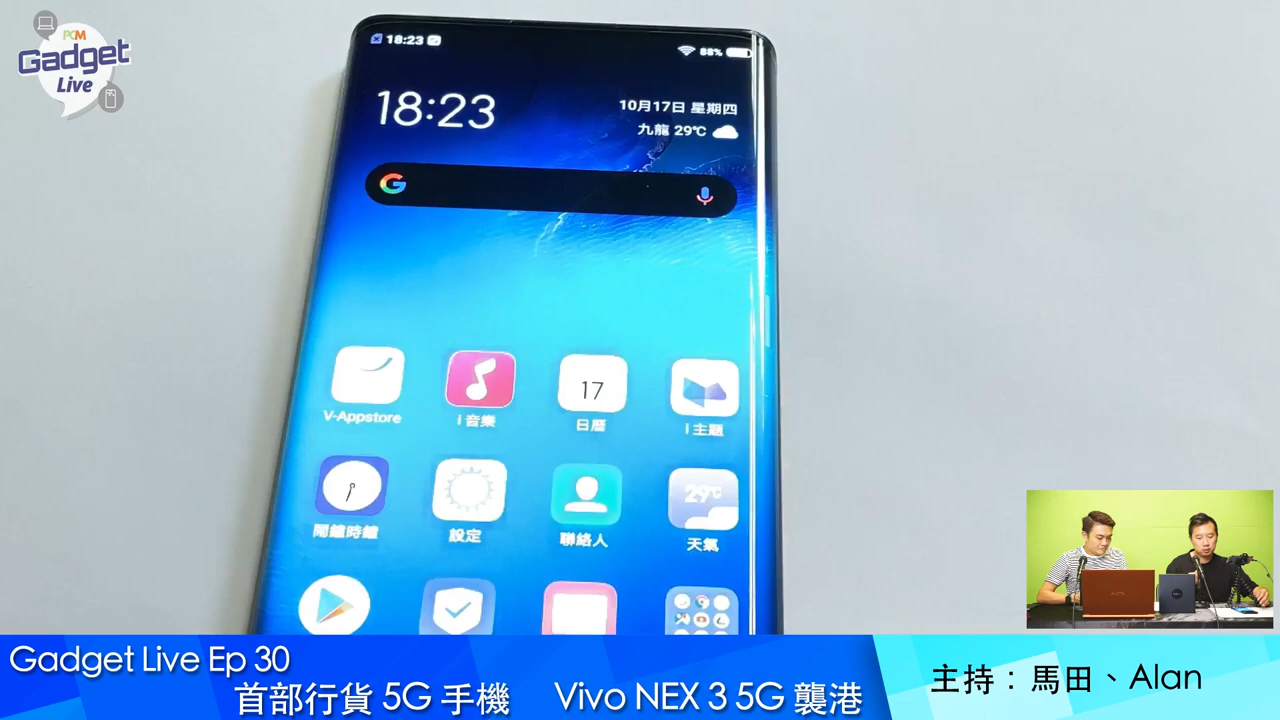 PCM
Gadget
Live
18:23
88%
18:23
10月17日 星期四
九龍 29℃
G
V-Appstore
i 音樂
17
日曆
i 主題
鬧鐘時鐘
設定
聯絡人
29℃
天氣
Gadget Live Ep 30
首部行貨 5G 手機 Vivo NEX 3 5G 襲港
主持：馬田、Alan